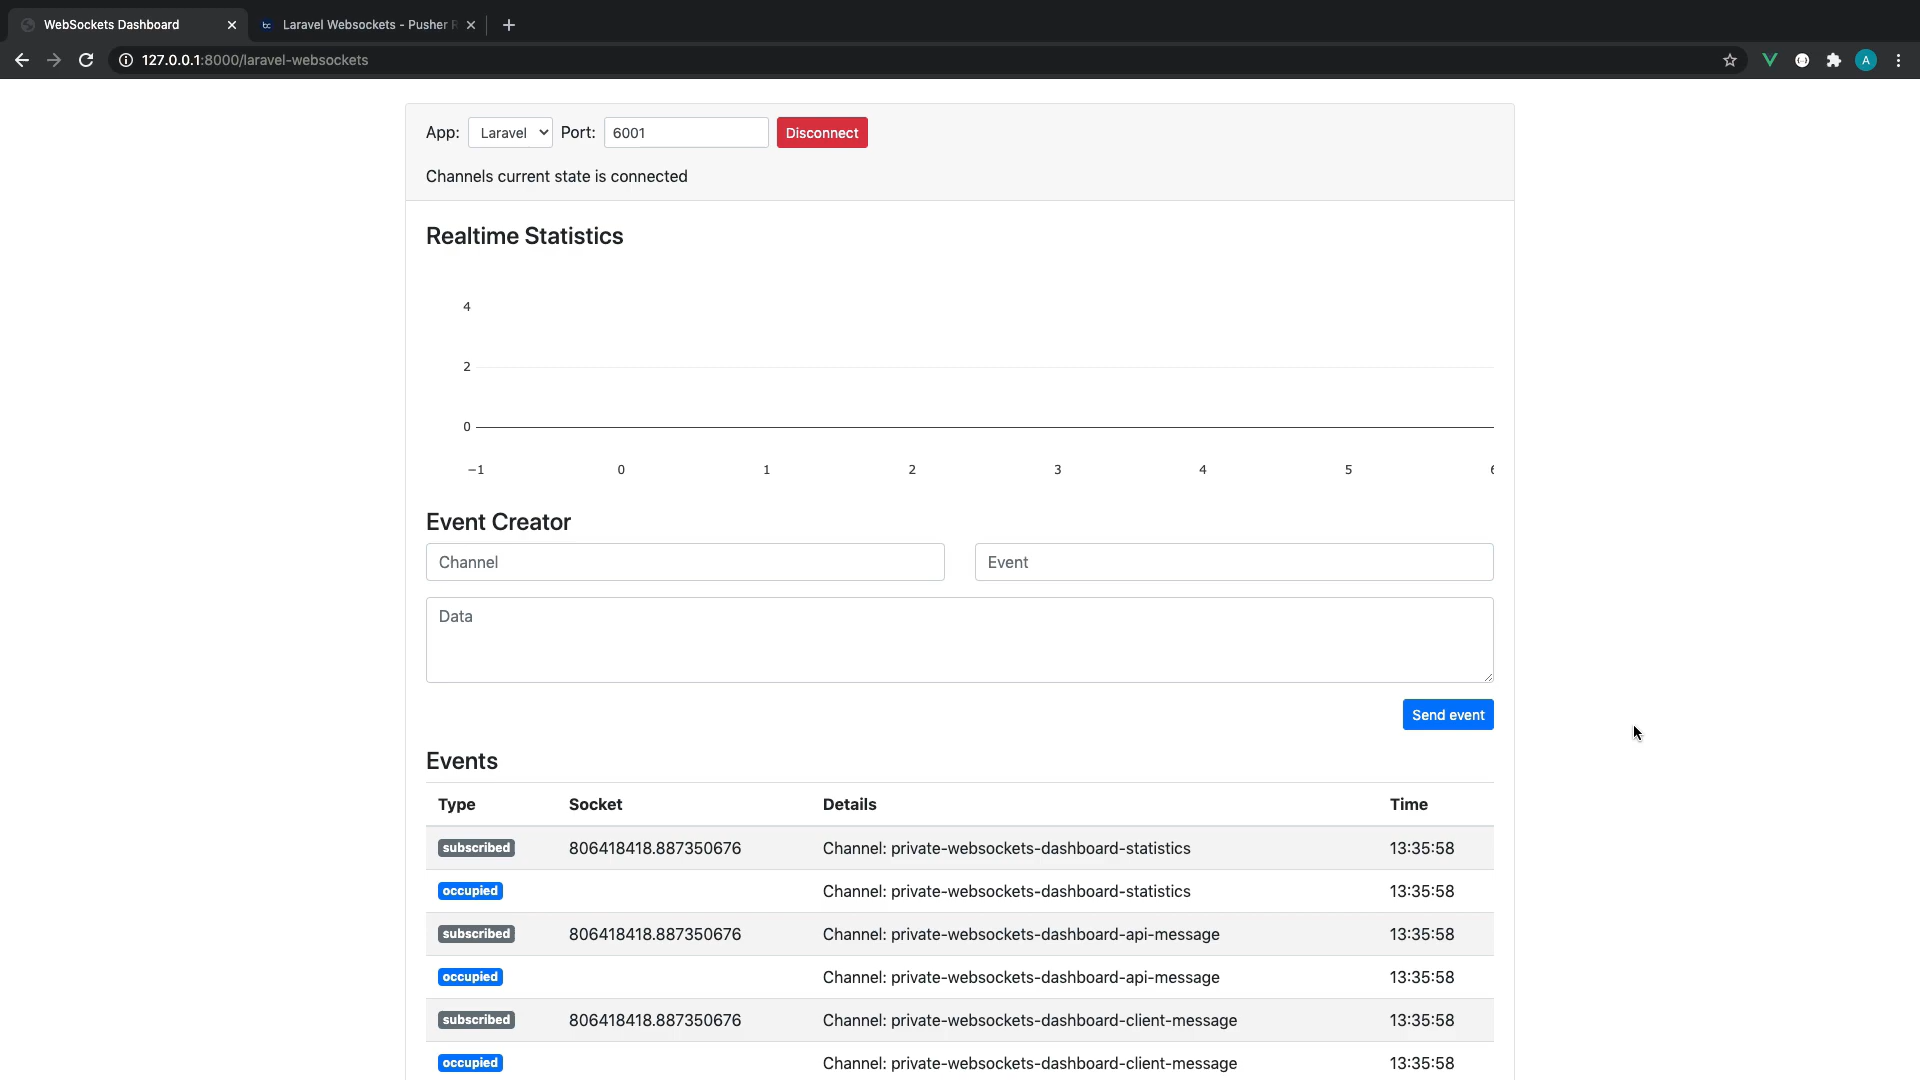 WebSockets Dashboard
Laravel Websockets - Pusher
127.0.0.1:8000/laravel-websockets
A
App: Laravel Port: 6001 Disconnect
Channels current state is connected
Realtime Statistics
4
2
0
−1 0 1 2 3 4 5 6
Event Creator
Channel Event
Data
Send event
Events
Type Socket Details Time
subscribed 806418418.887350676 Channel: private-websockets-dashboard-statistics 13:35:58
occupied Channel: private-websockets-dashboard-statistics 13:35:58
subscribed 806418418.887350676 Channel: private-websockets-dashboard-api-message 13:35:58
occupied Channel: private-websockets-dashboard-api-message 13:35:58
subscribed 806418418.887350676 Channel: private-websockets-dashboard-client-message 13:35:58
occupied Channel: private-websockets-dashboard-client-message 13:35:58